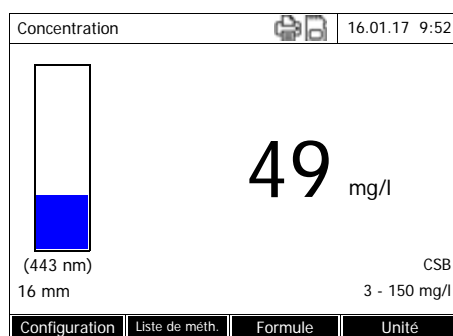 Concentration 16.01.17 9:52
49 mg/l
(443 nm) CSB
16 mm 3 - 150 mg/l
Configuration Liste de méth. Formule Unité